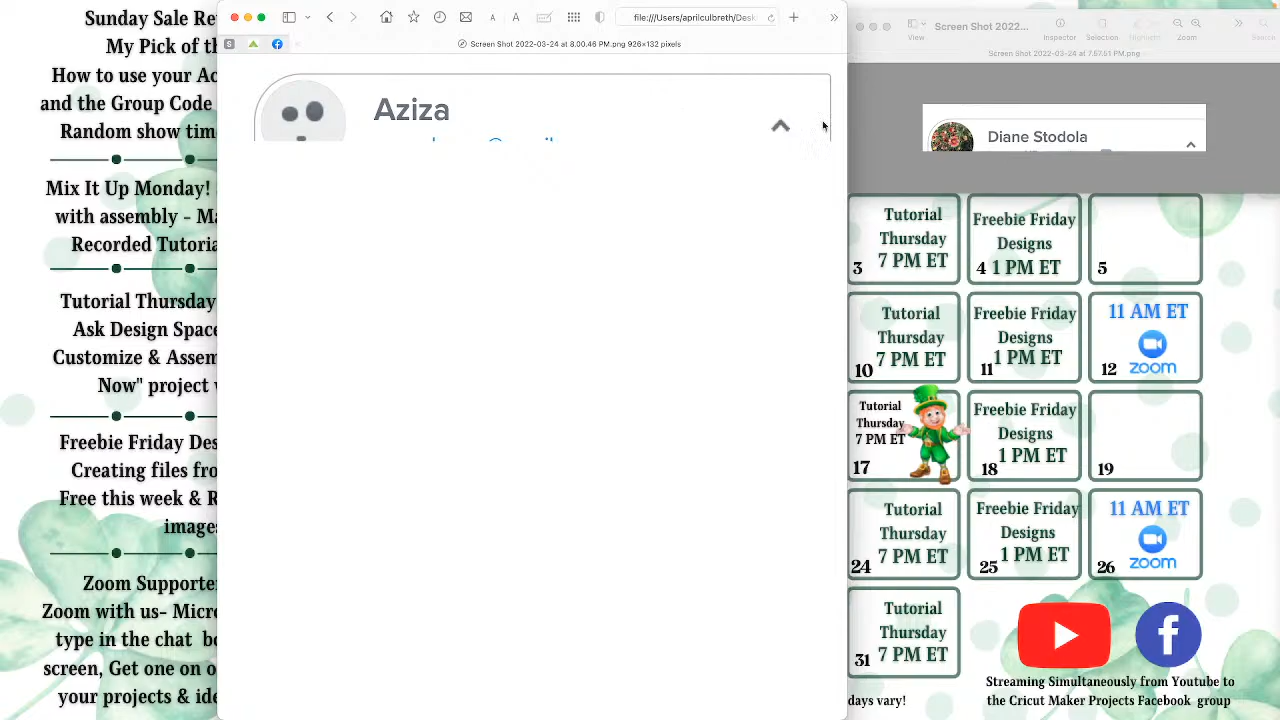 Azindy Sunday Sale Re
My Pick of t
How to use your Ac
and the Group Code
Random show tim
Mix It Up Monday!
with assembly - Ma
Recorded Tutoria
Tutorial Thursday
Ask Design Space
Customize & Assem
Now" project
Freebie Friday Des
Creating files fro
Free this week & R
images
Zoom Supporter
Zoom with us- Micr
type in the chat bo
screen, Get one on o
your projects & ide
file:///Users/aprilculbreth/Desk
Screen Shot 2022-03-24 at 8.00.46 PM.png 926×132 pixels
Aziza
Screen Shot 2022...
View
Inspector
Selection
Zoom
Search
Screen Shot 2022-03-24 at 7.57.51 PM.png
Diane Stodola
Tutorial
Thursday
3 7 PM ET
Freebie Friday
Designs
4 1 PM ET
5
Tutorial
Thursday
10 7 PM ET
Freebie Friday
Designs
11 1 PM ET
11 AM ET
12 zoom
Tutorial
Thursday
7 PM ET
17
Freebie Friday
Designs
18 1 PM ET
19
Tutorial
Thursday
24 7 PM ET
Freebie Friday
Designs
25 1 PM ET
11 AM ET
26 zoom
Tutorial
Thursday
31 7 PM ET
Streaming Simultaneously from Youtube to
days vary! the Cricut Maker Projects Facebook group